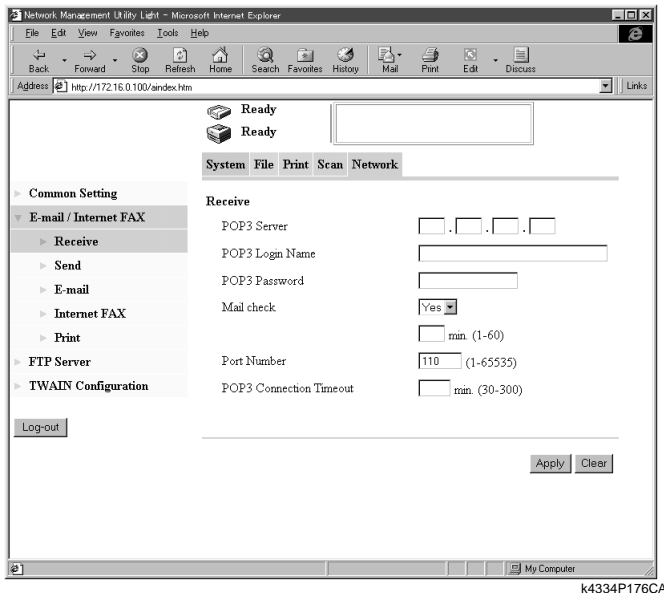 Network Management Utility Light - Microsoft Internet Explorer
File Edit View Favorites Tools Help
Back Forward Stop Refresh Home Search Favorites History Mail Print Edit Discuss
Address http://172.16.0.100/aindex.htm Links
Ready
Ready
System File Print Scan Network
Common Setting
E-mail / Internet FAX
Receive
Send
E-mail
Internet FAX
Print
FTP Server
TWAIN Configuration
Log-out
Receive
POP3 Server . . .
POP3 Login Name
POP3 Password
Mail check Yes
min. (1-60)
Port Number 110 (1-65535)
POP3 Connection Timeout min. (30-300)
Apply Clear
My Computer
k4334P176CA